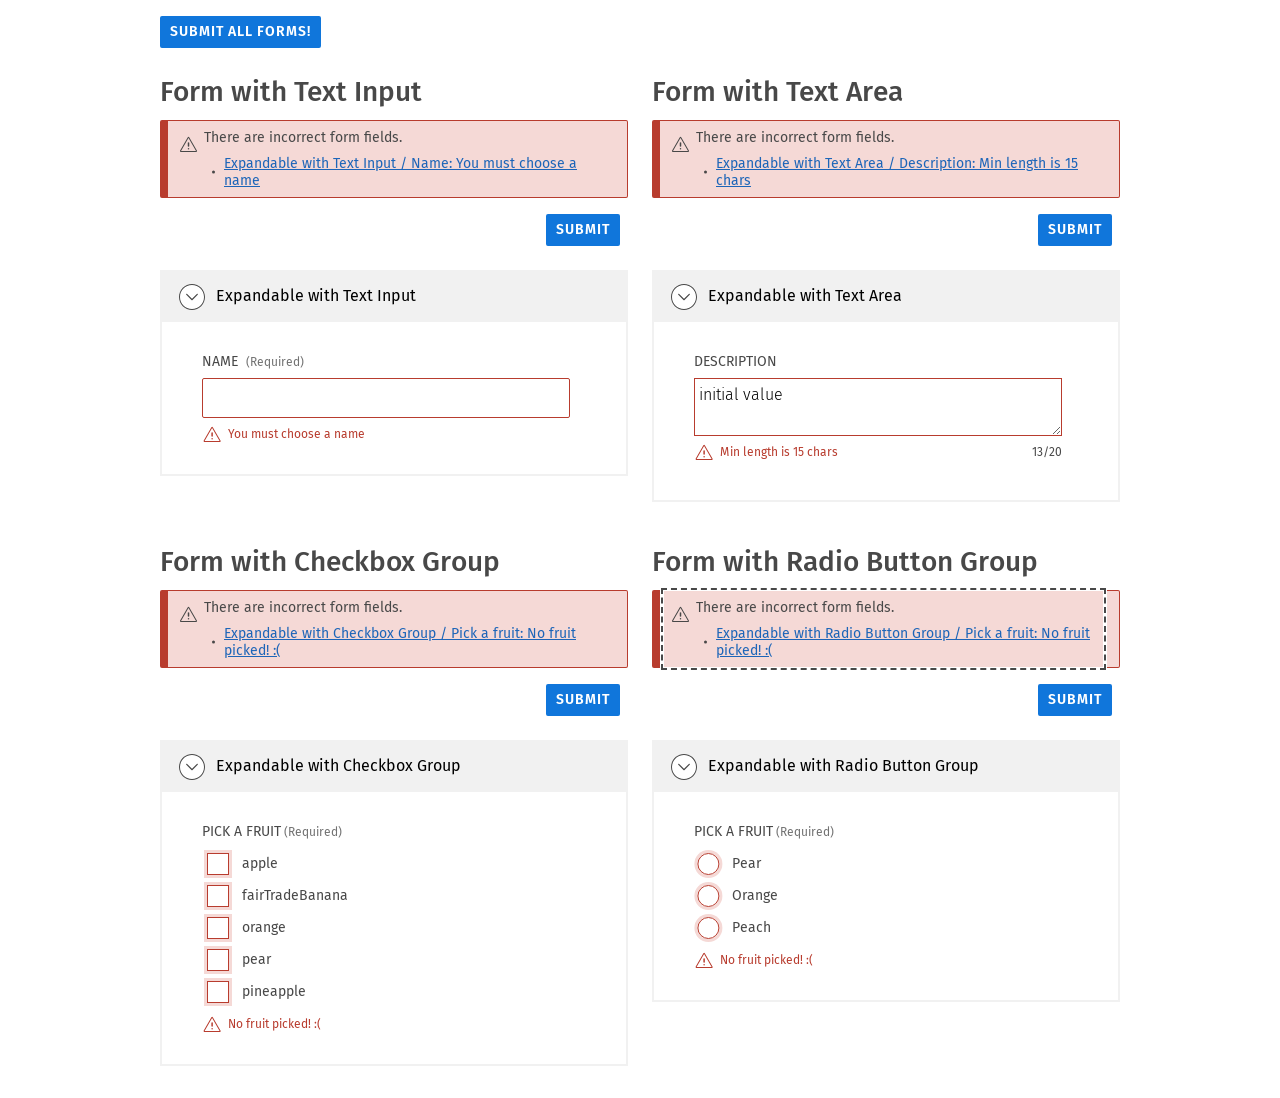 SUBMIT ALL FORMS!
Form with Text Input
There are incorrect form fields.
Expandable with Text Input / Name: You must choose a
name
SUBMIT
Expandable with Text Input
NAME (Required)
You must choose a name
Form with Text Area
There are incorrect form fields.
Expandable with Text Area / Description: Min length is 15
chars
SUBMIT
Expandable with Text Area
DESCRIPTION
initial value
Min length is 15 chars
13/20
Form with Checkbox Group
There are incorrect form fields.
Expandable with Checkbox Group / Pick a fruit: No fruit
picked! :(
SUBMIT
Expandable with Checkbox Group
PICK A FRUIT (Required)
apple
fairTradeBanana
orange
pear
pineapple
No fruit picked! :(
Form with Radio Button Group
There are incorrect form fields.
Expandable with Radio Button Group / Pick a fruit: No fruit
picked! :(
SUBMIT
Expandable with Radio Button Group
PICK A FRUIT (Required)
Pear
Orange
Peach
No fruit picked! :(